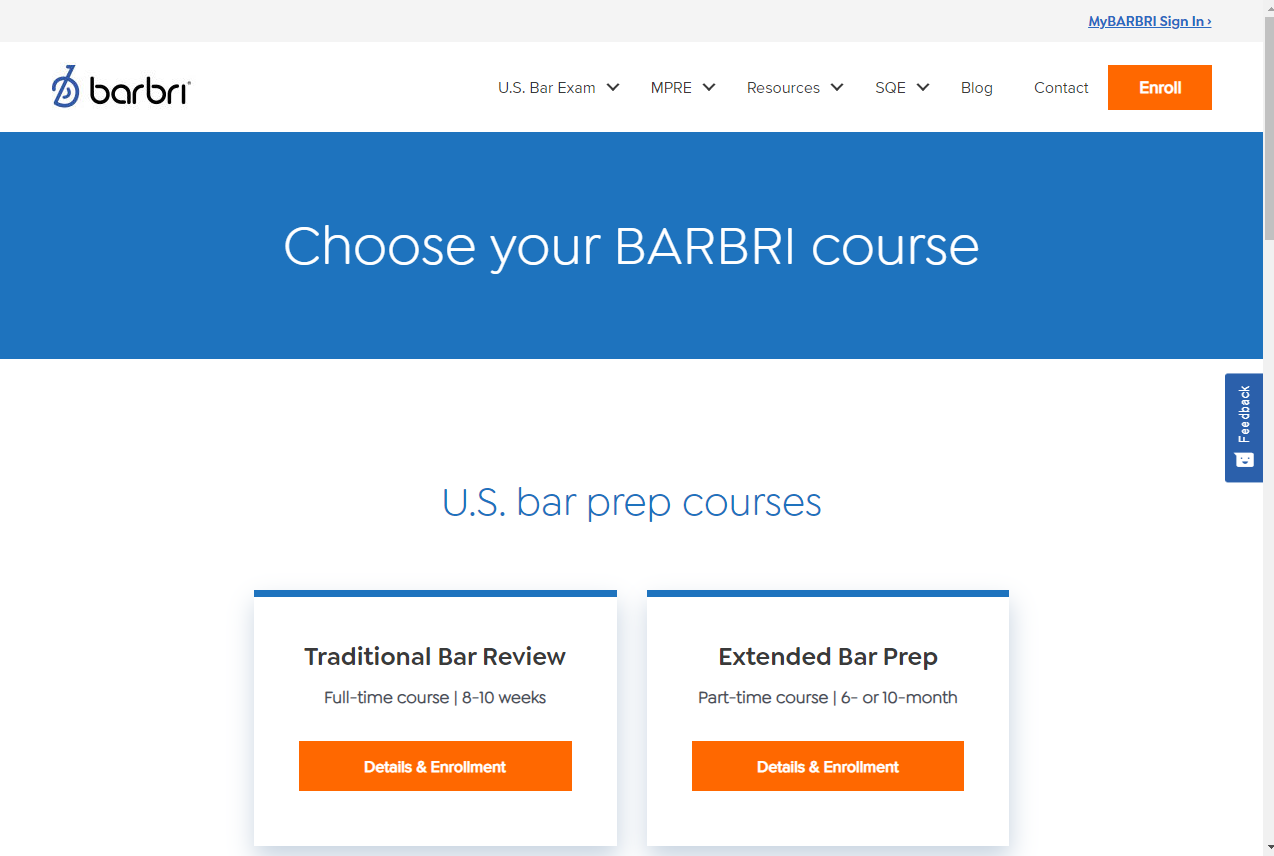 MyBARBRI Sign In ›
barbri
U.S. Bar Exam
MPRE
Resources
SQE
Blog
Contact
Enroll
Choose your BARBRI course
Feedback
U.S. bar prep courses
Traditional Bar Review
Full-time course | 8-10 weeks
Details & Enrollment
Extended Bar Prep
Part-time course | 6- or 10-month
Details & Enrollment